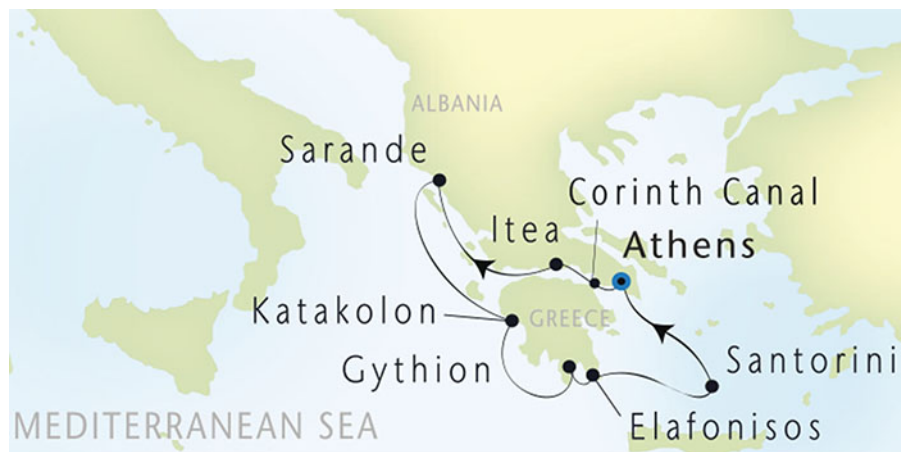 ALBANIA
Sarande
Corinth Canal
Itea
Athens
Katakolon
GREECE
Gythion
Santorini
MEDITERRANEAN SEA
Elafonisos